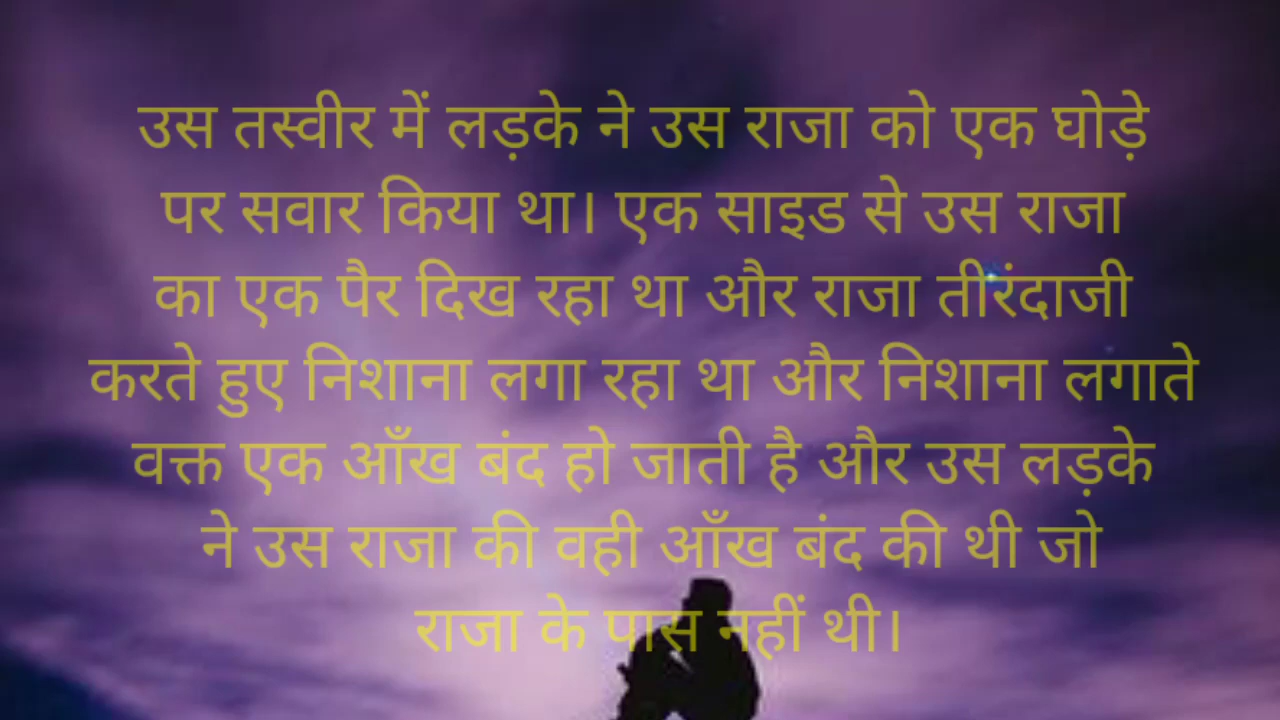 उस तस्वीर में लड़के ने उस राजा को एक घोड़े
पर सवार किया था। एक साइड से उस राजा
का एक पैर दिख रहा था और राजा तीरंदाजी
करते हुए निशाना लगा रहा था और निशाना लगाते
वक्त एक आँख बंद हो जाती है और उस लड़के
ने उस राजा की वही आँख बंद की थी जो
राजा के पास नहीं थी।